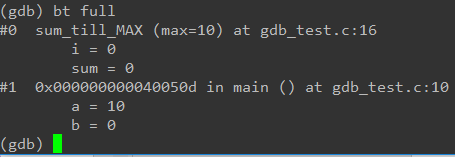 (gdb) bt full
#0  sum_till_MAX (max=10) at gdb_test.c:16
        i = 0
        sum = 0
#1  0x000000000040050d in main () at gdb_test.c:10
        a = 10
        b = 0
(gdb)